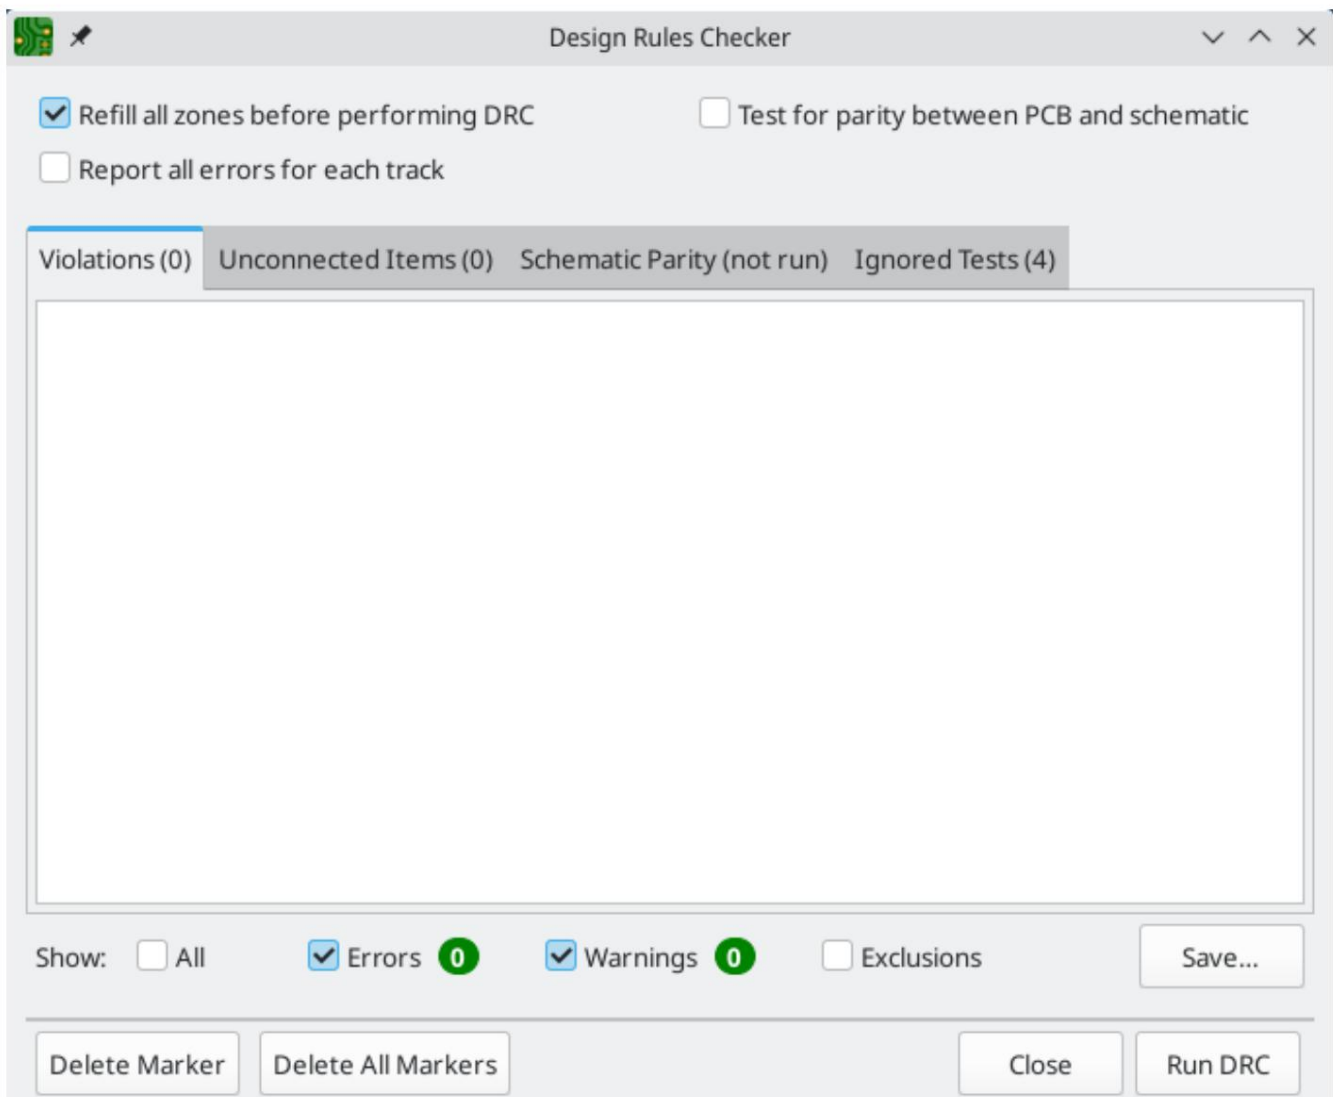 Design Rules Checker
Refill all zones before performing DRC
Test for parity between PCB and schematic
Report all errors for each track
Violations (0) Unconnected Items (0) Schematic Parity (not run) Ignored Tests (4)
Show: All Errors 0 Warnings 0 Exclusions Save...
Delete Marker Delete All Markers Close Run DRC